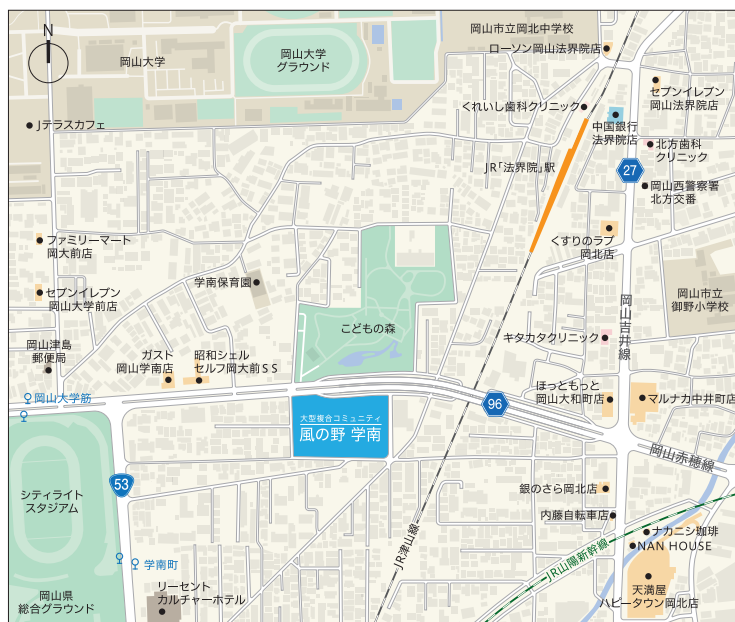 N
岡山大学
岡山大学
グラウンド
岡山市立岡北中学校
ローソン岡山法界院店
セブンイレブン
岡山法界院店
くれいし歯科クリニック
中国銀行
法界院店
Jテラスカフェ
北方歯科
クリニック
JR「法界院」駅
27
岡山西警察署
北方交番
ファミリーマート
岡大前店
くすりのラブ
岡北店
学南保育園
セブンイレブン
岡山大学前店
岡山市立
御野小学校
岡山吉井線
こどもの森
キタカタクリニック
岡山津島
郵便局
ガスト
岡山学南店
昭和シェル
セルフ岡大前SS
ほっともっと
岡山大和町店
マルナカ中井町店
岡山大学筋
96
大型複合コミュニティ
風の野 学南
岡山赤穂線
53
シティライト
スタジアム
銀のさら岡北店
内藤自転車店
JR津山線
ナカニシ珈琲
NAN HOUSE
JR山陽新幹線
学南町
リーセント
カルチャーホテル
岡山県
総合グラウンド
天満屋
ハピータウン岡北店